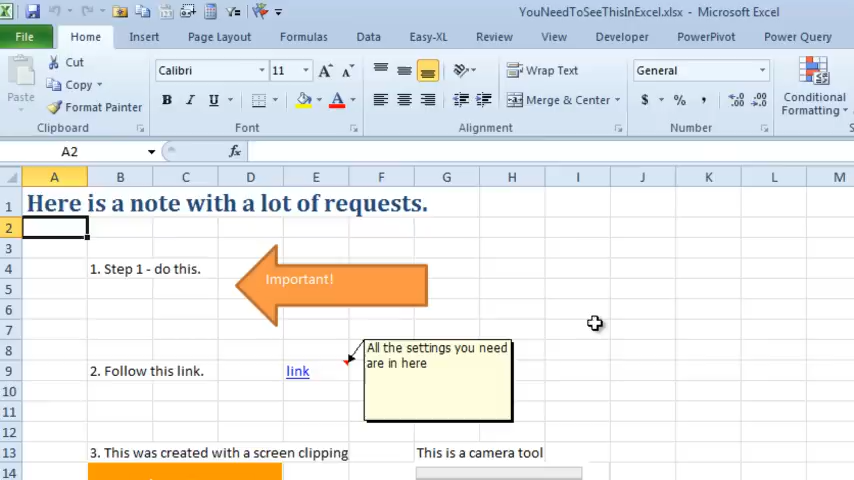 YouNeedToSeeThisInExcel.xlsx - Microsoft Excel
File Home Insert Page Layout Formulas Data Easy-XL Review View Developer PowerPivot Power Query
Paste
Cut
Copy
Format Painter
Calibri 11
B I U
A A
A
Wrap Text
Merge & Center
General
$ % , .00 .00
Conditional
Formatting
Clipboard Font Alignment Number
A2 fx
A B C D E F G H I J K L M
1 Here is a note with a lot of requests.
2
3
4 1. Step 1 - do this. Important!
5
6
7
8 All the settings you need
are in here
9 2. Follow this link. link
10
11
12
13 3. This was created with a screen clipping This is a camera tool
14